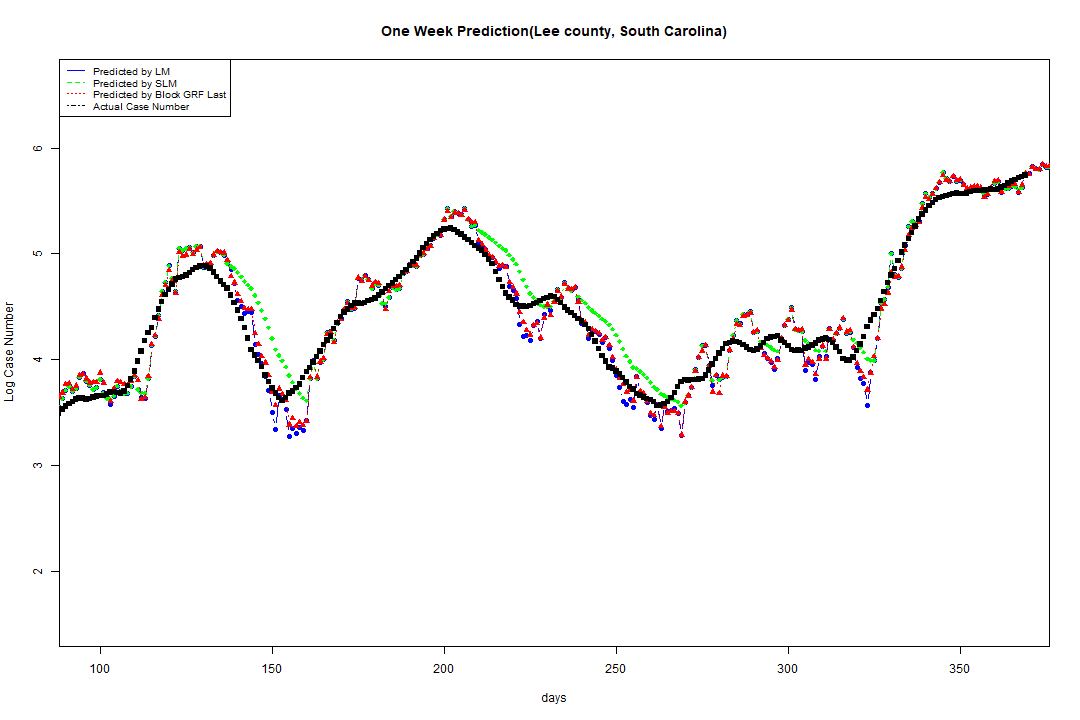 One Week Prediction(Lee county, South Carolina)
Predicted by LM
Predicted by SLM
Predicted by Block GRF Last
Actual Case Number
6
5
4
3
2
Log Case Number
100 150 200 250 300 350
days